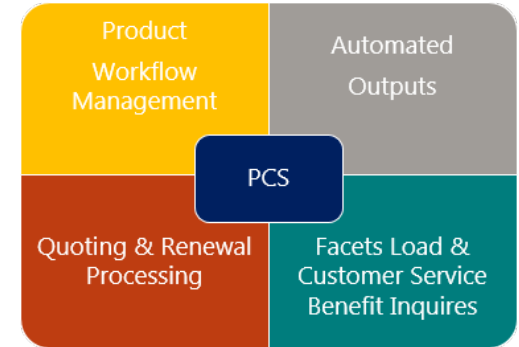 Product
Workflow
Management
Automated
Outputs
PCS
Quoting & Renewal
Processing
Facets Load &
Customer Service
Benefit Inquires